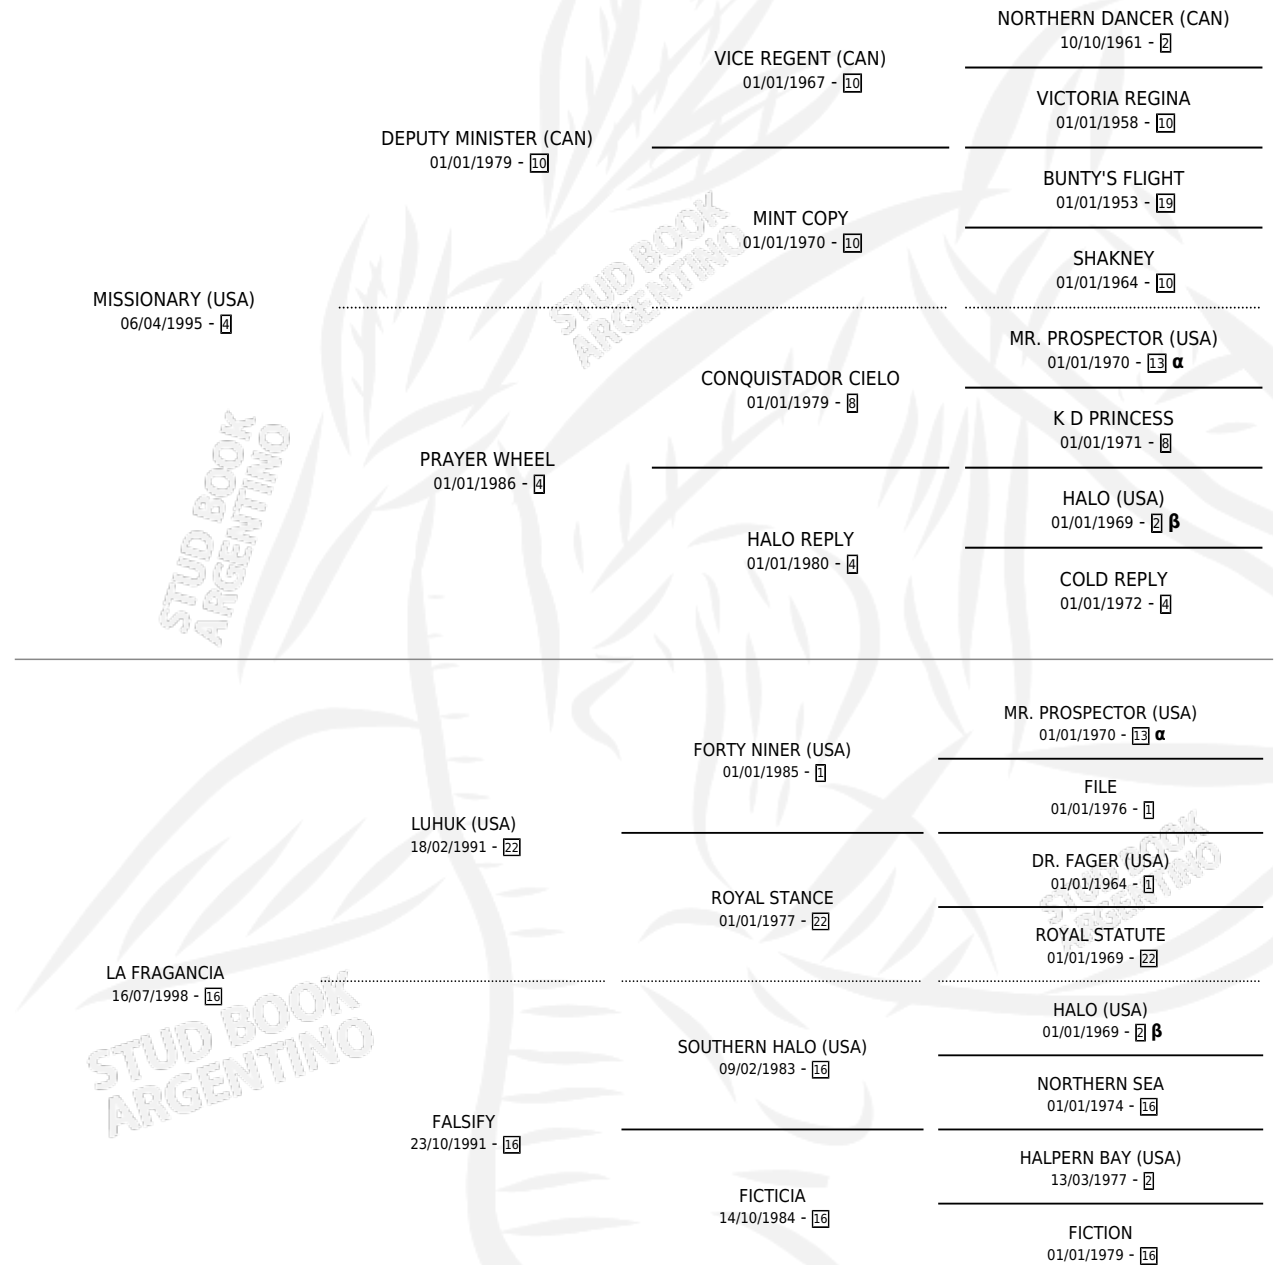 NORTHERN DANCER (CAN)
10/10/1961 - 2
VICE REGENT (CAN)
01/01/1967 - 10
VICTORIA REGINA
01/01/1958 - 10
DEPUTY MINISTER (CAN)
01/01/1979 - 10
BUNTY'S FLIGHT
01/01/1953 - 19
MINT COPY
01/01/1970 - 10
SHAKNEY
01/01/1964 - 10
MISSIONARY (USA)
06/04/1995 - 4
MR. PROSPECTOR (USA)
01/01/1970 - 13 α
CONQUISTADOR CIELO
01/01/1979 - 8
K D PRINCESS
01/01/1971 - 8
PRAYER WHEEL
01/01/1986 - 4
HALO (USA)
01/01/1969 - 2 β
HALO REPLY
01/01/1980 - 4
COLD REPLY
01/01/1972 - 4
MR. PROSPECTOR (USA)
01/01/1970 - 13 α
FORTY NINER (USA)
01/01/1985 - 1
FILE
01/01/1976 - 1
LUHUK (USA)
18/02/1991 - 22
DR. FAGER (USA)
01/01/1964 - 1
ROYAL STANCE
01/01/1977 - 22
ROYAL STATUTE
01/01/1969 - 22
LA FRAGANCIA
16/07/1998 - 16
HALO (USA)
01/01/1969 - 2 β
SOUTHERN HALO (USA)
09/02/1983 - 16
NORTHERN SEA
01/01/1974 - 16
FALSIFY
23/10/1991 - 16
HALPERN BAY (USA)
13/03/1977 - 2
FICTICIA
14/10/1984 - 16
FICTION
01/01/1979 - 16
STUD BOOK
ARGENTINO
STUD BOOK
ARGENTINO
STUD BOOK
ARGENTINO
STUD BOOK
ARGENTINO